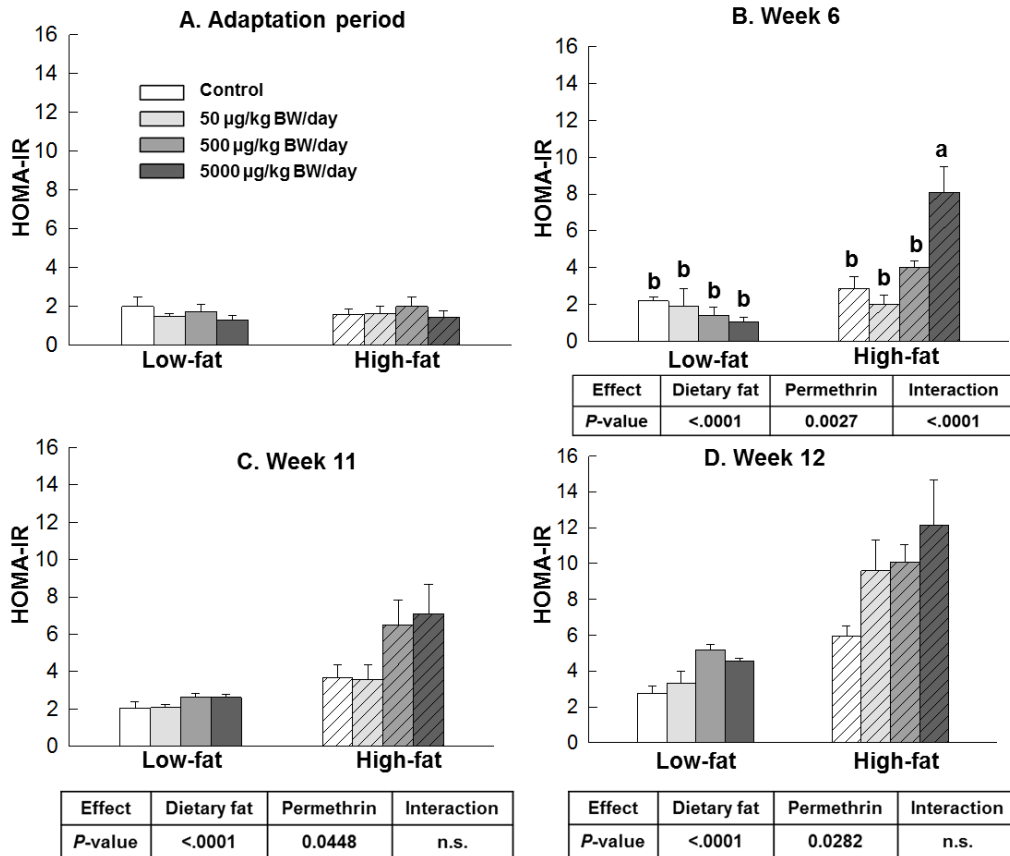 A. Adaptation period
16
14
12
10
8
6
4
2
0
HOMA-IR
Control
50 µg/kg BW/day
500 µg/kg BW/day
5000 µg/kg BW/day
Low-fat
High-fat
B. Week 6
16
14
12
10
8
6
4
2
0
HOMA-IR
b
b
b
b
b
b
b
a
Low-fat
High-fat
Effect Dietary fat Permethrin Interaction
P-value <.0001 0.0027 <.0001
C. Week 11
16
14
12
10
8
6
4
2
0
HOMA-IR
Low-fat
High-fat
Effect Dietary fat Permethrin Interaction
P-value <.0001 0.0448 n.s.
D. Week 12
16
14
12
10
8
6
4
2
0
HOMA-IR
Low-fat
High-fat
Effect Dietary fat Permethrin Interaction
P-value <.0001 0.0282 n.s.